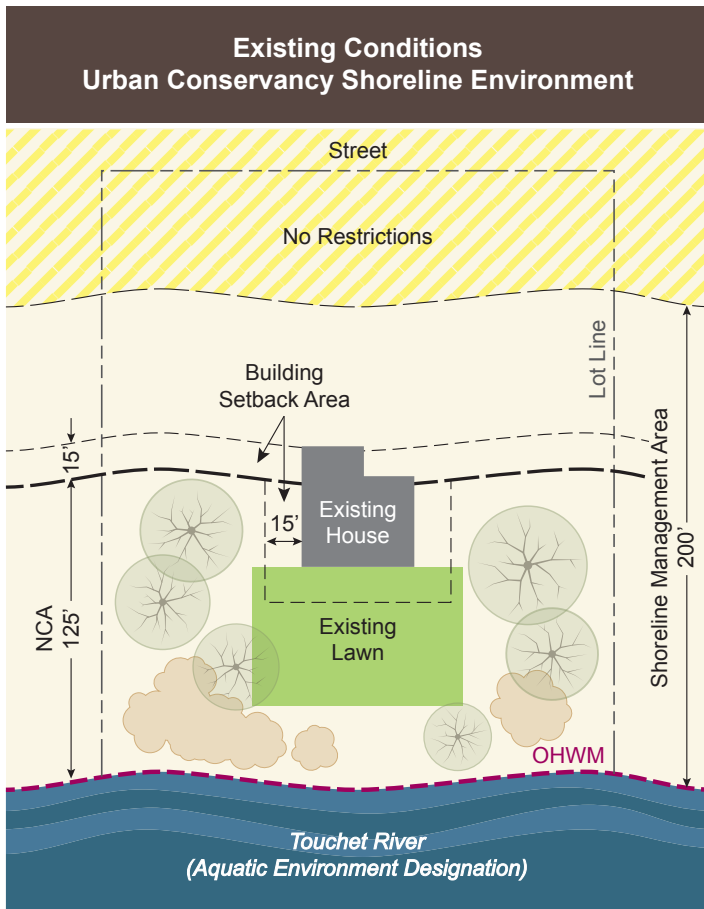 Existing Conditions
Urban Conservancy Shoreline Environment
Street
No Restrictions
Building
Setback Area
Lot Line
15’
15’
Existing
House
Shoreline Management Area
200’
NCA
125’
Existing
Lawn
OHWM
Touchet River
(Aquatic Environment Designation)